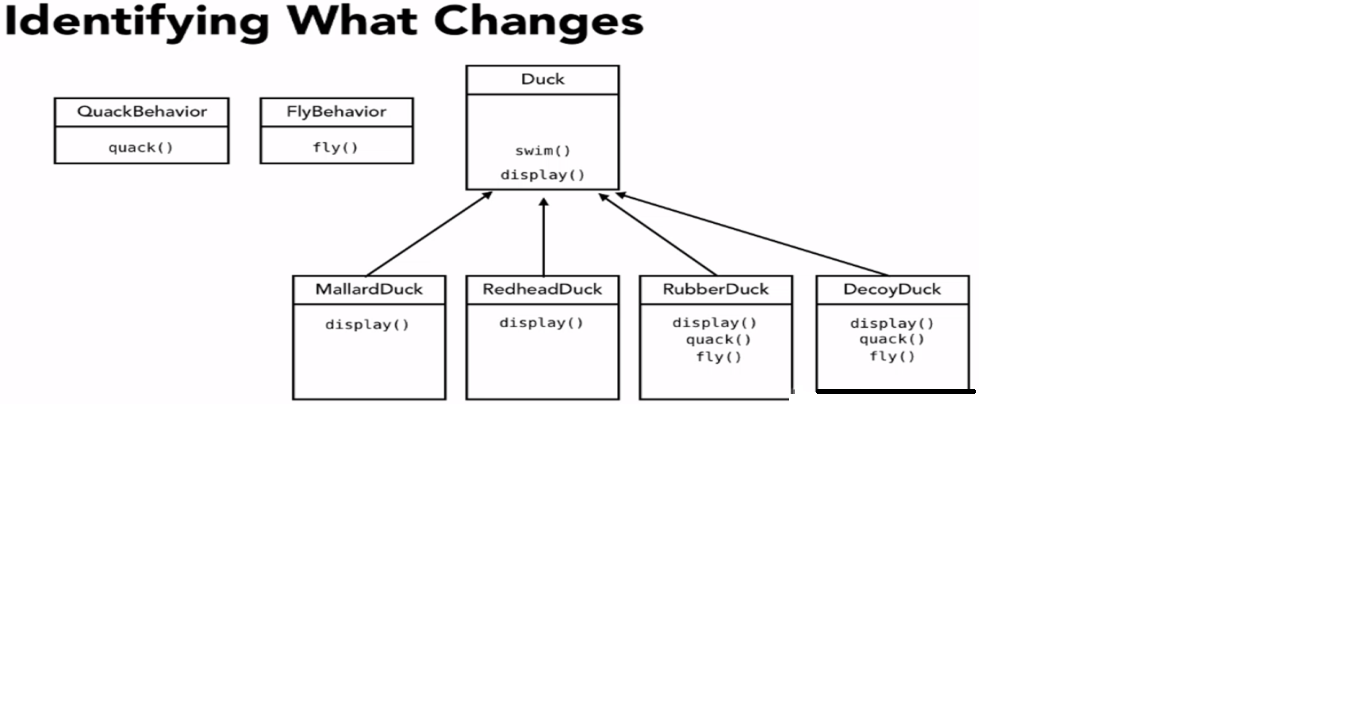 Identifying What Changes
QuackBehavior
quack()
FlyBehavior
fly()
Duck
swim()
display()
MallardDuck
display()
RedheadDuck
display()
RubberDuck
display()
quack()
fly()
DecoyDuck
display()
quack()
fly()